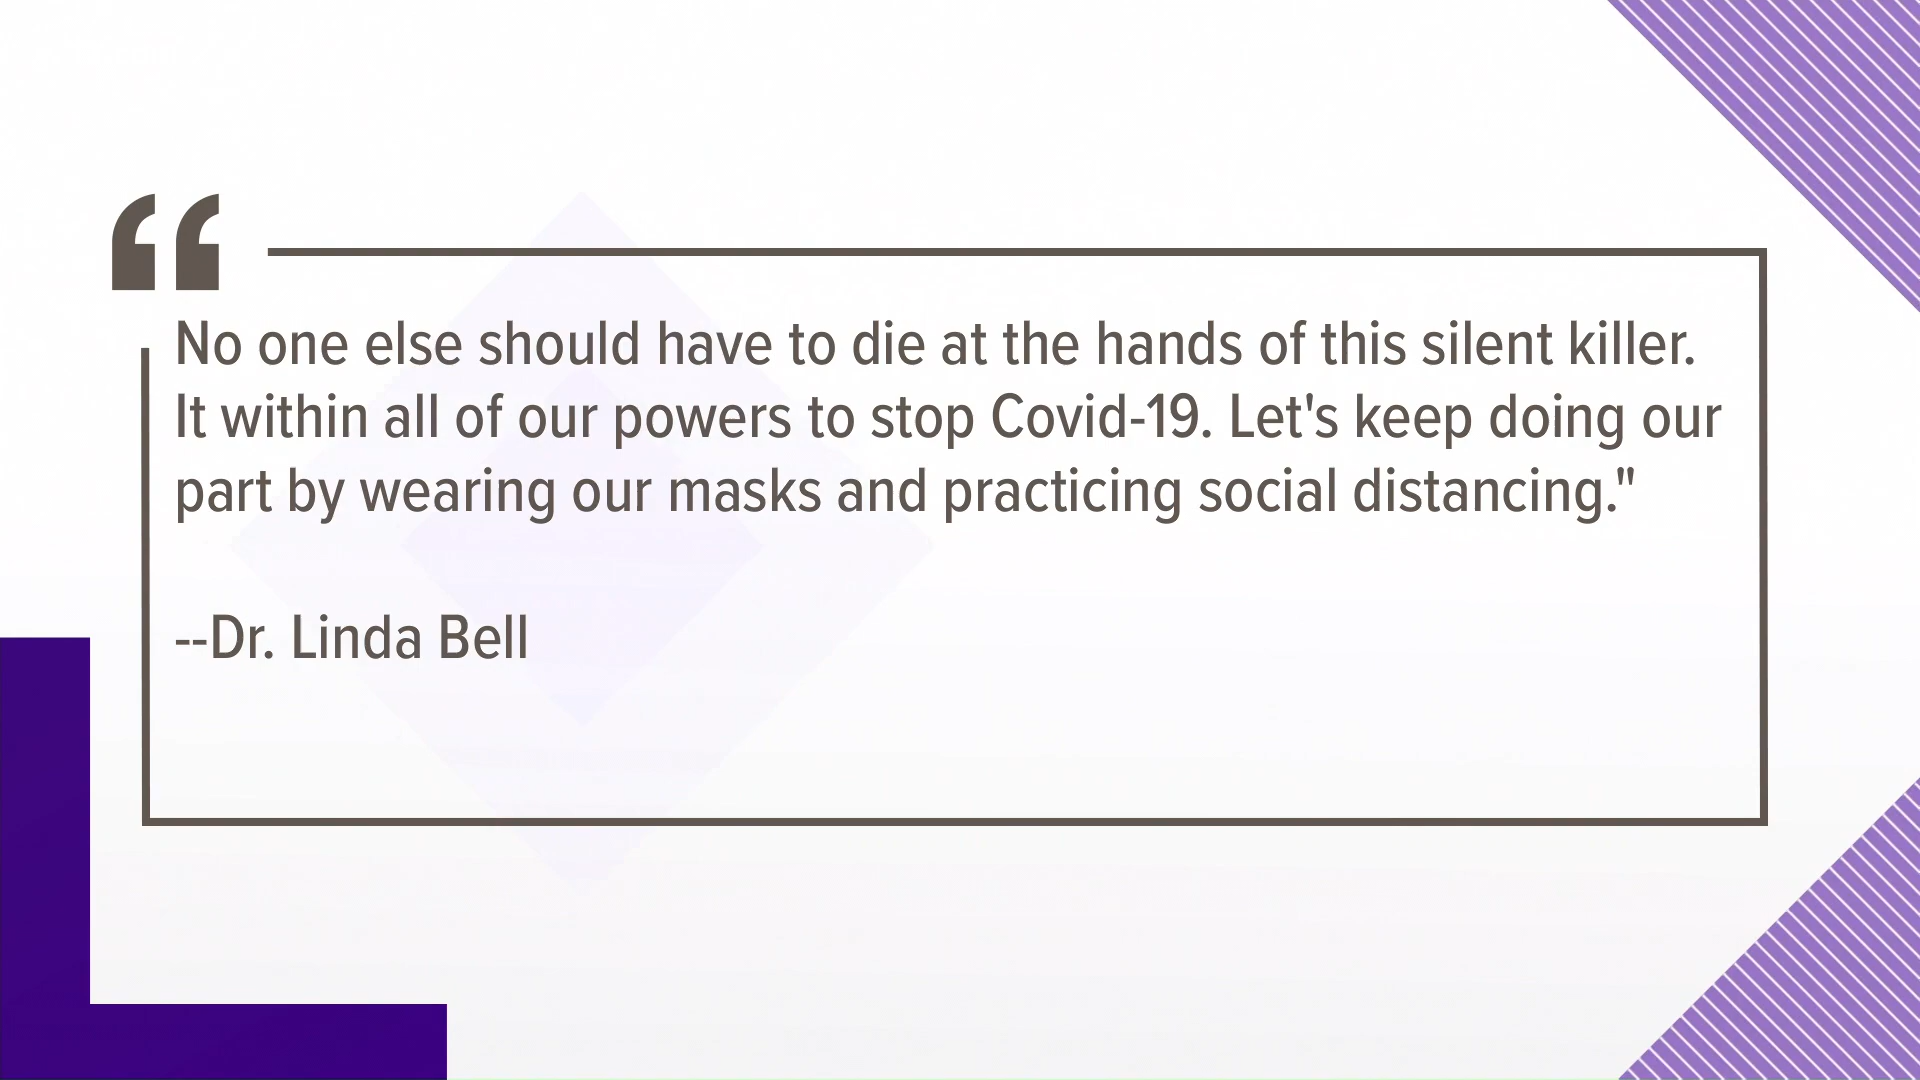 “
No one else should have to die at the hands of this silent killer.
It within all of our powers to stop Covid-19. Let's keep doing our
part by wearing our masks and practicing social distancing."
--Dr. Linda Bell